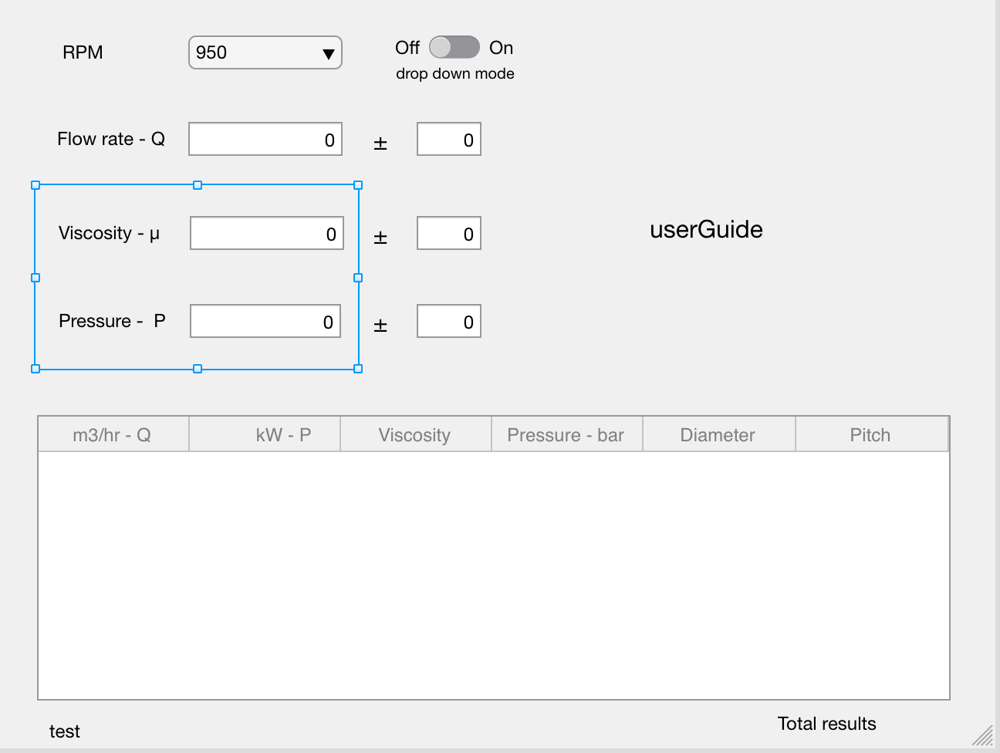 RPM 950 Off On
drop down mode
Flow rate - Q 0 ± 0
Viscosity - µ 0 ± 0
userGuide
Pressure - P 0 ± 0
m3/hr - Q kW - P Viscosity Pressure - bar Diameter Pitch
Total results
test